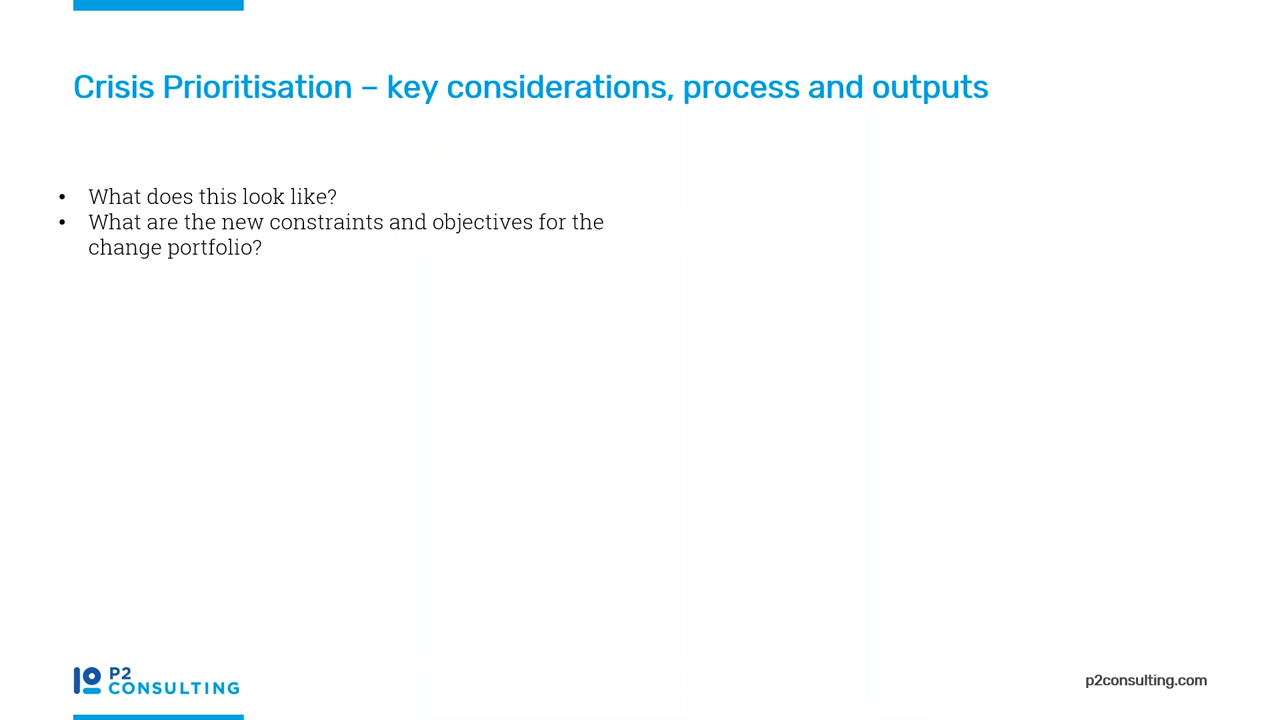 Crisis Prioritisation – key considerations, process and outputs
• What does this look like?
• What are the new constraints and objectives for the
change portfolio?
P2
CONSULTING
p2consulting.com